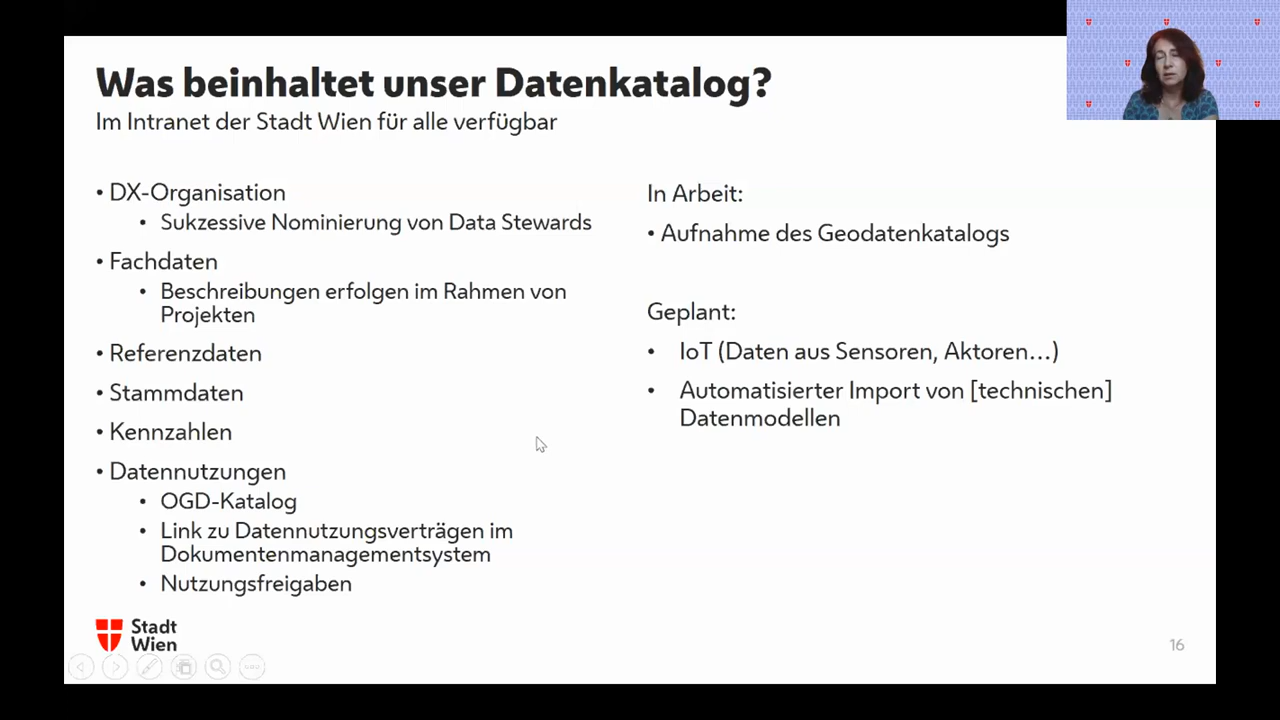 Was beinhaltet unser Datenkatalog?
Im Intranet der Stadt Wien für alle verfügbar
• DX-Organisation
• Sukzessive Nominierung von Data Stewards
• Fachdaten
• Beschreibungen erfolgen im Rahmen von
Projekten
• Referenzdaten
• Stammdaten
• Kennzahlen
• Datennutzungen
• OGD-Katalog
• Link zu Datennutzungsverträgen im
Dokumentenmanagementsystem
• Nutzungsfreigaben
In Arbeit:
• Aufnahme des Geodatenkatalogs
Geplant:
• IoT (Daten aus Sensoren, Aktoren...)
• Automatisierter Import von [technischen]
Datenmodellen
Stadt
Wien
16